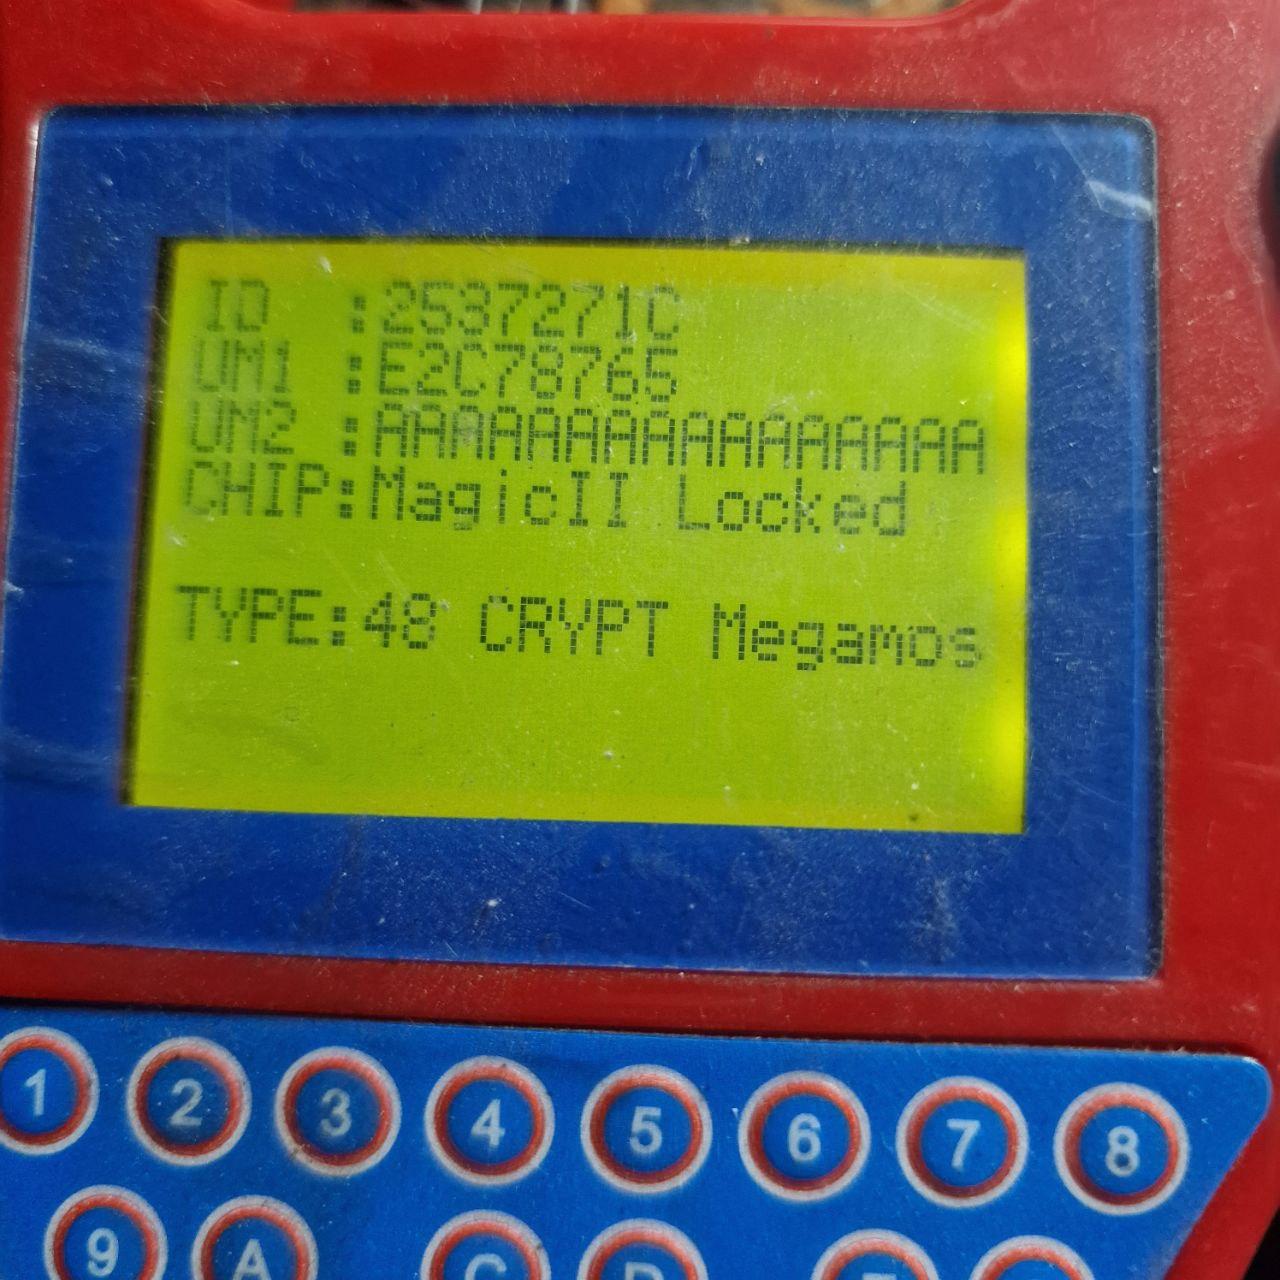 ID :2537271C
UM1 :E2C78765
UM2 :AAAAAAAAAAAAAAAA
CHIP:MagicII Locked
TYPE:48 CRYPT Megamos
1 2 3 4 5 6 7 8
9 A C D